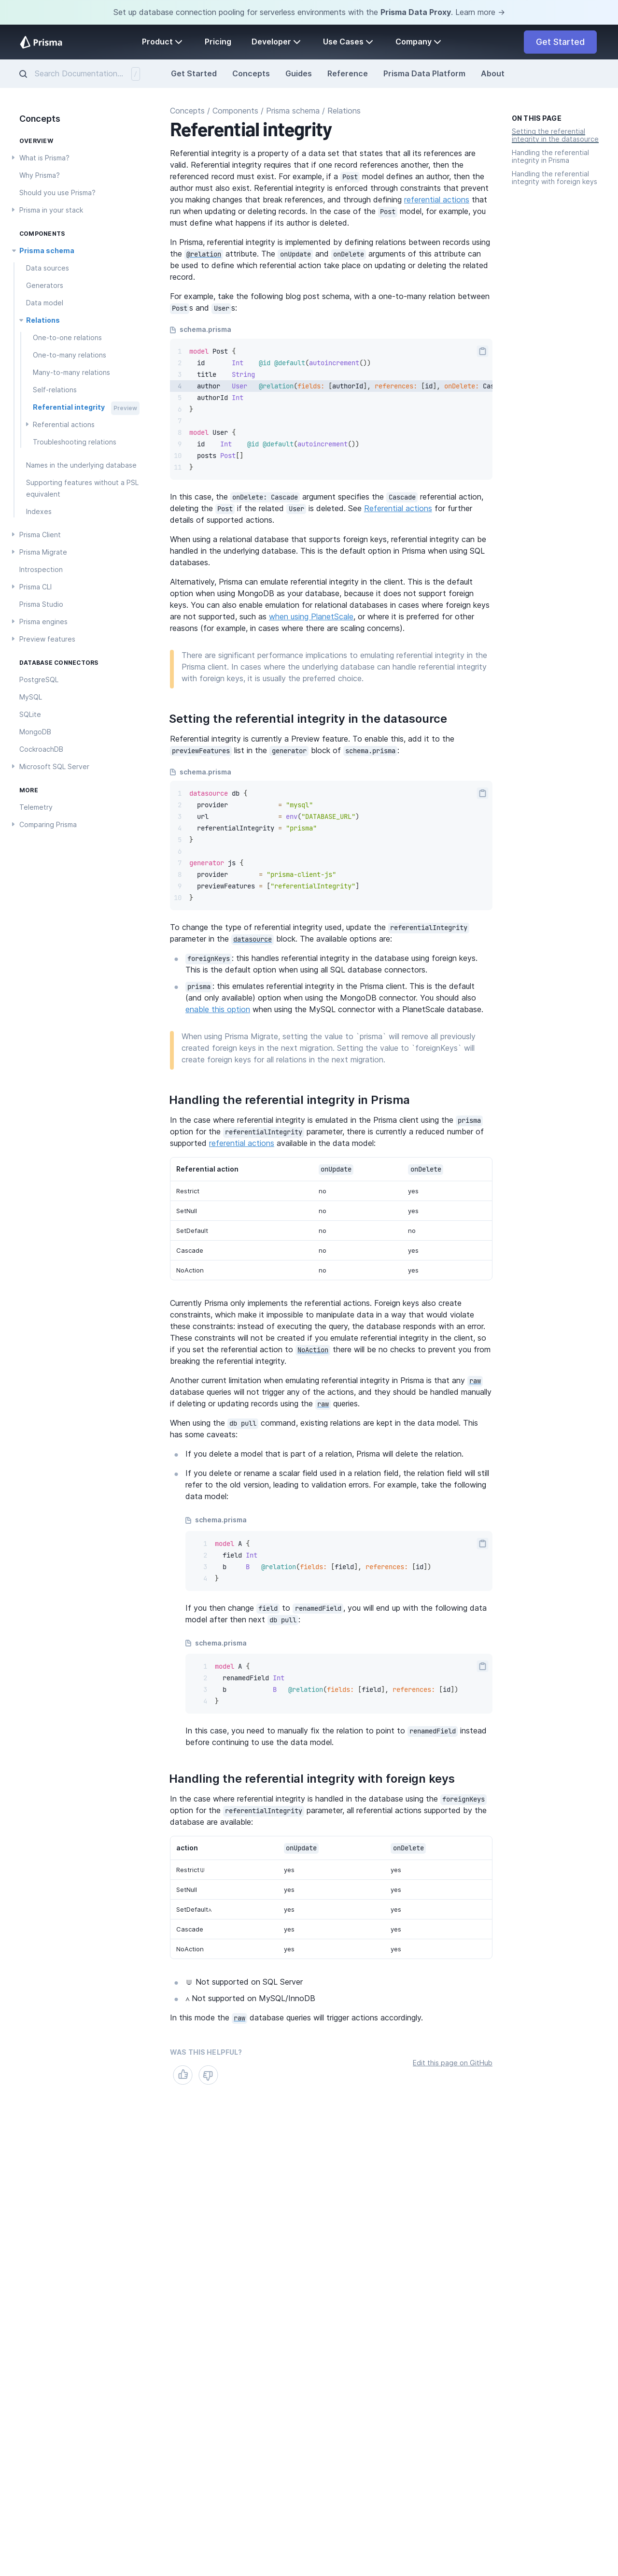 Set up database connection pooling for serverless environments with the Prisma Data Proxy. Learn more →
Prisma
Product
Pricing
Developer
Use Cases
Company
Get Started
Search Documentation... /
Get Started
Concepts
Guides
Reference
Prisma Data Platform
About
Concepts
OVERVIEW
What is Prisma?
Why Prisma?
Should you use Prisma?
Prisma in your stack
COMPONENTS
Prisma schema
Data sources
Generators
Data model
Relations
One-to-one relations
One-to-many relations
Many-to-many relations
Self-relations
Referential integrity Preview
Referential actions
Troubleshooting relations
Names in the underlying database
Supporting features without a PSL
equivalent
Indexes
Prisma Client
Prisma Migrate
Introspection
Prisma CLI
Prisma Studio
Prisma engines
Preview features
DATABASE CONNECTORS
PostgreSQL
MySQL
SQLite
MongoDB
CockroachDB
Microsoft SQL Server
MORE
Telemetry
Comparing Prisma
Concepts / Components / Prisma schema / Relations
Referential integrity
Referential integrity is a property of a data set that states that all its references are
valid. Referential integrity requires that if one record references another, then the
referenced record must exist. For example, if a Post model defines an author, then the
author must also exist. Referential integrity is enforced through constraints that prevent
you making changes that break references, and through defining referential actions that
run when updating or deleting records. In the case of the Post model, for example, you
must define what happens if its author is deleted.
In Prisma, referential integrity is implemented by defining relations between records using
the @relation attribute. The onUpdate and onDelete arguments of this attribute can
be used to define which referential action take place on updating or deleting the related
record.
For example, take the following blog post schema, with a one-to-many relation between
Post s and User s:
schema.prisma
1 model Post {
2 id Int @id @default(autoincrement())
3 title String
4 author User @relation(fields: [authorId], references: [id], onDelete: Cas
5 authorId Int
6 }
7
8 model User {
9 id Int @id @default(autoincrement())
10 posts Post[]
11 }
In this case, the onDelete: Cascade argument specifies the Cascade referential action,
deleting the Post if the related User is deleted. See Referential actions for further
details of supported actions.
When using a relational database that supports foreign keys, referential integrity can be
handled in the underlying database. This is the default option in Prisma when using SQL
databases.
Alternatively, Prisma can emulate referential integrity in the client. This is the default
option when using MongoDB as your database, because it does not support foreign
keys. You can also enable emulation for relational databases in cases where foreign keys
are not supported, such as when using PlanetScale, or where it is preferred for other
reasons (for example, in cases where there are scaling concerns).
There are significant performance implications to emulating referential integrity in the
Prisma client. In cases where the underlying database can handle referential integrity
with foreign keys, it is usually the preferred choice.
Setting the referential integrity in the datasource
Referential integrity is currently a Preview feature. To enable this, add it to the
previewFeatures list in the generator block of schema.prisma :
schema.prisma
1 datasource db {
2 provider = "mysql"
3 url = env("DATABASE_URL")
4 referentialIntegrity = "prisma"
5 }
6
7 generator js {
8 provider = "prisma-client-js"
9 previewFeatures = ["referentialIntegrity"]
10 }
To change the type of referential integrity used, update the referentialIntegrity
parameter in the datasource block. The available options are:
foreignKeys : this handles referential integrity in the database using foreign keys.
This is the default option when using all SQL database connectors.
prisma : this emulates referential integrity in the Prisma client. This is the default
(and only available) option when using the MongoDB connector. You should also
enable this option when using the MySQL connector with a PlanetScale database.
When using Prisma Migrate, setting the value to `prisma` will remove all previously
created foreign keys in the next migration. Setting the value to `foreignKeys` will
create foreign keys for all relations in the next migration.
Handling the referential integrity in Prisma
In the case where referential integrity is emulated in the Prisma client using the prisma
option for the referentialIntegrity parameter, there is currently a reduced number of
supported referential actions available in the data model:
Referential action onUpdate onDelete
Restrict no yes
SetNull no yes
SetDefault no no
Cascade no yes
NoAction no yes
Currently Prisma only implements the referential actions. Foreign keys also create
constraints, which make it impossible to manipulate data in a way that would violate
these constraints: instead of executing the query, the database responds with an error.
These constraints will not be created if you emulate referential integrity in the client, so
if you set the referential action to NoAction there will be no checks to prevent you from
breaking the referential integrity.
Another current limitation when emulating referential integrity in Prisma is that any raw
database queries will not trigger any of the actions, and they should be handled manually
if deleting or updating records using the raw queries.
When using the db pull command, existing relations are kept in the data model. This
has some caveats:
If you delete a model that is part of a relation, Prisma will delete the relation.
If you delete or rename a scalar field used in a relation field, the relation field will still
refer to the old version, leading to validation errors. For example, take the following
data model:
schema.prisma
1 model A {
2 field Int
3 b B @relation(fields: [field], references: [id])
4 }
If you then change field to renamedField , you will end up with the following data
model after then next db pull :
schema.prisma
1 model A {
2 renamedField Int
3 b B @relation(fields: [field], references: [id])
4 }
In this case, you need to manually fix the relation to point to renamedField instead
before continuing to use the data model.
Handling the referential integrity with foreign keys
In the case where referential integrity is handled in the database using the foreignKeys
option for the referentialIntegrity parameter, all referential actions supported by the
database are available:
action onUpdate onDelete
Restrict yes yes
SetNull yes yes
SetDefault^ yes yes
Cascade yes yes
NoAction yes yes
Not supported on SQL Server
^ Not supported on MySQL/InnoDB
In this mode the raw database queries will trigger actions accordingly.
WAS THIS HELPFUL?
Edit this page on GitHub
ON THIS PAGE
Setting the referential
integrity in the datasource
Handling the referential
integrity in Prisma
Handling the referential
integrity with foreign keys